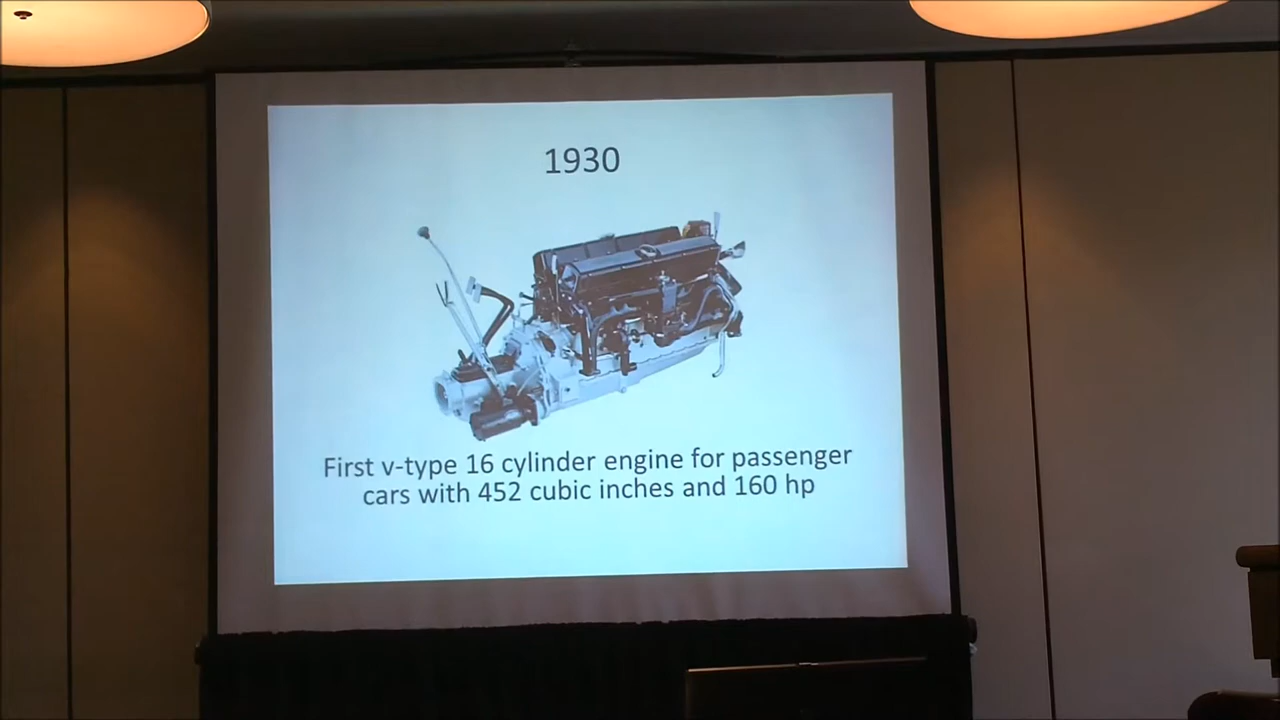 1930
First v-type 16 cylinder engine for passenger
cars with 452 cubic inches and 160 hp